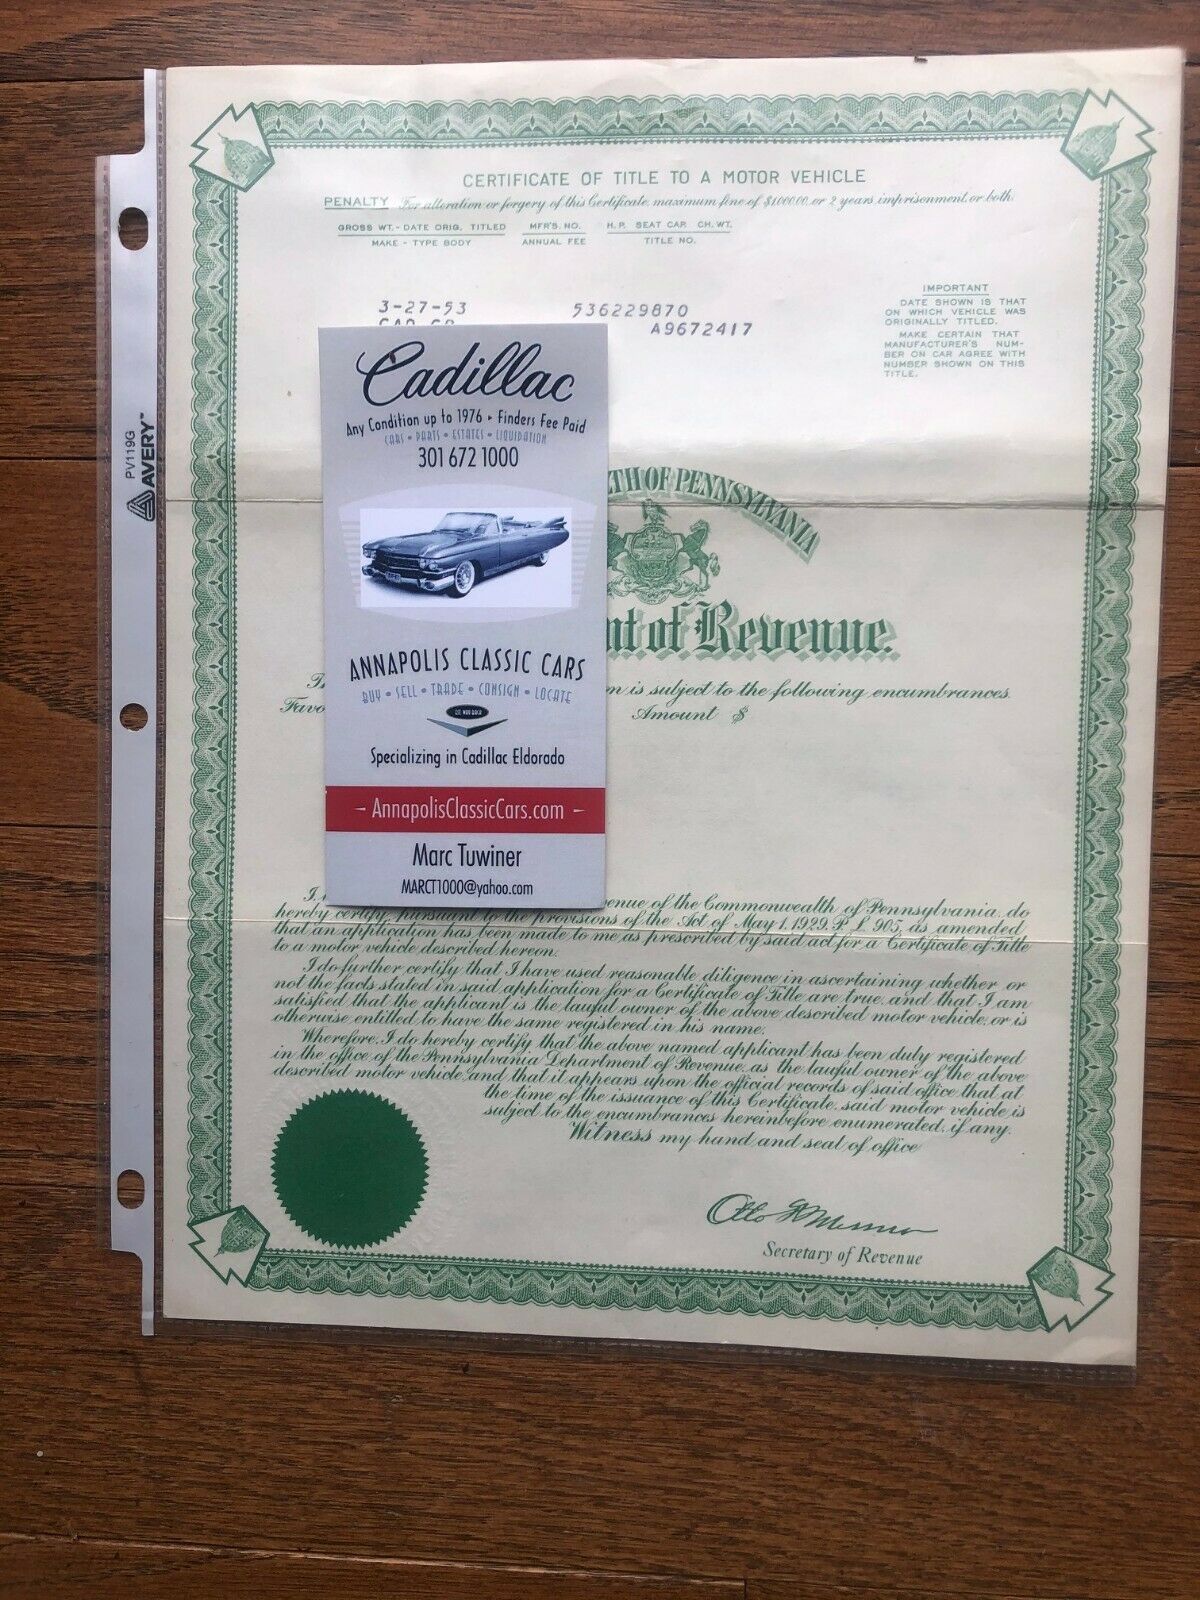 CERTIFICATE OF TITLE TO A MOTOR VEHICLE
PENALTY For alteration or forgery of this Certificate, maximum fine of $1000.00, or 2 years imprisonment, or both.
GROSS WT. - DATE ORIG. TITLED MFR'S. NO. H.P. SEAT CAP. CH. WT.
MAKE - TYPE BODY ANNUAL FEE TITLE NO.
3-27-53 536229870
A9672417
IMPORTANT
DATE SHOWN IS THAT
ON WHICH VEHICLE WAS
ORIGINALLY TITLED.
MAKE CERTAIN THAT
MANUFACTURER'S NUM-
BER ON CAR AGREE WITH
NUMBER SHOWN ON THIS
TITLE.
PV119G
AVERY™
Cadillac
Any Condition up to 1976 • Finders Fee Paid
CARS • PARTS • ESTATES • LIQUIDATION
301 672 1000
ANNAPOLIS CLASSIC CARS
BUY • SELL • TRADE • CONSIGN • LOCATE
Specializing in Cadillac Eldorado
- AnnapolisClassicCars.com -
Marc Tuwiner
MARCT1000@yahoo.com
LTH OF PENNSYLVANIA
nt of Revenue.
n is subject to the following encumbrances.
Favo Amount $
I, enue of the Commonwealth of Pennsylvania, do
hereby certify, pursuant to the provisions of the Act of May 1, 1929, P. L. 905, as amended
that an application has been made to me as prescribed by said act for a Certificate of Title
to a motor vehicle described hereon.
I do further certify that I have used reasonable diligence in ascertaining whether or
not the facts stated in said application for a Certificate of Title are true, and that I am
satisfied that the applicant is the lawful owner of the above described motor vehicle, or is
otherwise entitled to have the same registered in his name.
Wherefore, I do hereby certify that the above named applicant has been duly registered
in the office of the Pennsylvania Department of Revenue, as the lawful owner of the above
described motor vehicle, and that it appears upon the official records of said office that at
the time of the issuance of this Certificate, said motor vehicle is
subject to the encumbrances hereinbefore enumerated, if any.
Witness my hand and seal of office
Secretary of Revenue